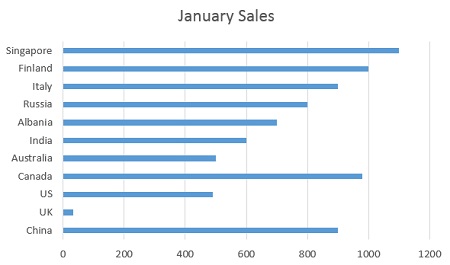 January Sales
Singapore
Finland
Italy
Russia
Albania
India
Australia
Canada
US
UK
China
0 200 400 600 800 1000 1200